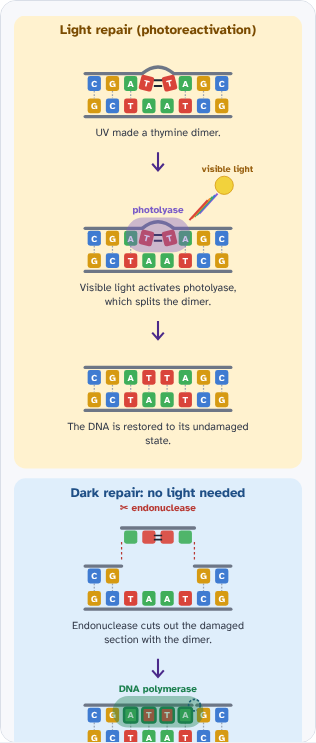 Light repair (photoreactivation)
C G A T T A G C
G C T A A T C G
UV made a thymine dimer.
visible light
photolyase
C G A T T A G C
G C T A A T C G
Visible light activates photolyase,
which splits the dimer.
C G A T T A G C
G C T A A T C G
The DNA is restored to its undamaged
state.
Dark repair: no light needed
endonuclease
C G G C
G C T A A T C G
Endonuclease cuts out the damaged
section with the dimer.
DNA polymerase
C G A T T A G C
G C T A A T C G